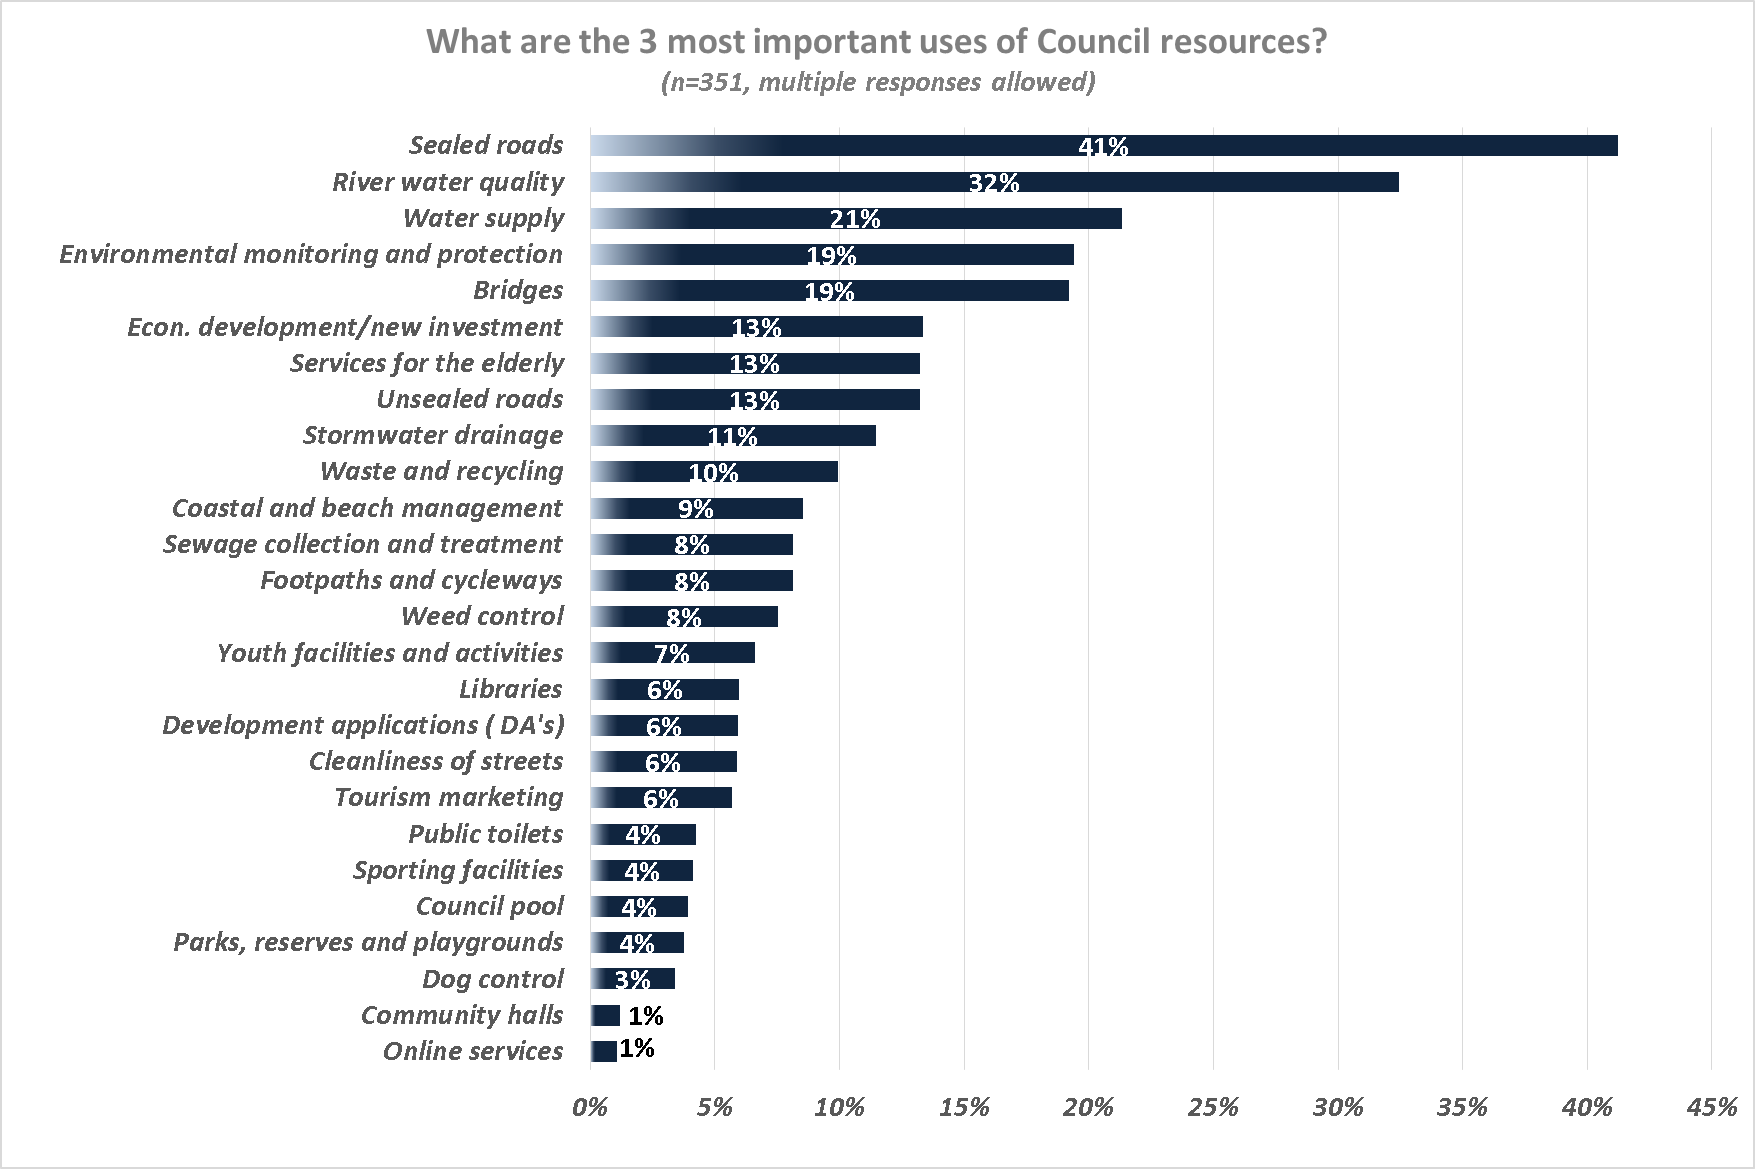 What are the 3 most important uses of Council resources?
(n=351, multiple responses allowed)
Sealed roads 41%
River water quality 32%
Water supply 21%
Environmental monitoring and protection 19%
Bridges 19%
Econ. development/new investment 13%
Services for the elderly 13%
Unsealed roads 13%
Stormwater drainage 11%
Waste and recycling 10%
Coastal and beach management 9%
Sewage collection and treatment 8%
Footpaths and cycleways 8%
Weed control 8%
Youth facilities and activities 7%
Libraries 6%
Development applications ( DA's) 6%
Cleanliness of streets 6%
Tourism marketing 6%
Public toilets 4%
Sporting facilities 4%
Council pool 4%
Parks, reserves and playgrounds 4%
Dog control 3%
Community halls 1%
Online services 1%
0% 5% 10% 15% 20% 25% 30% 35% 40% 45%